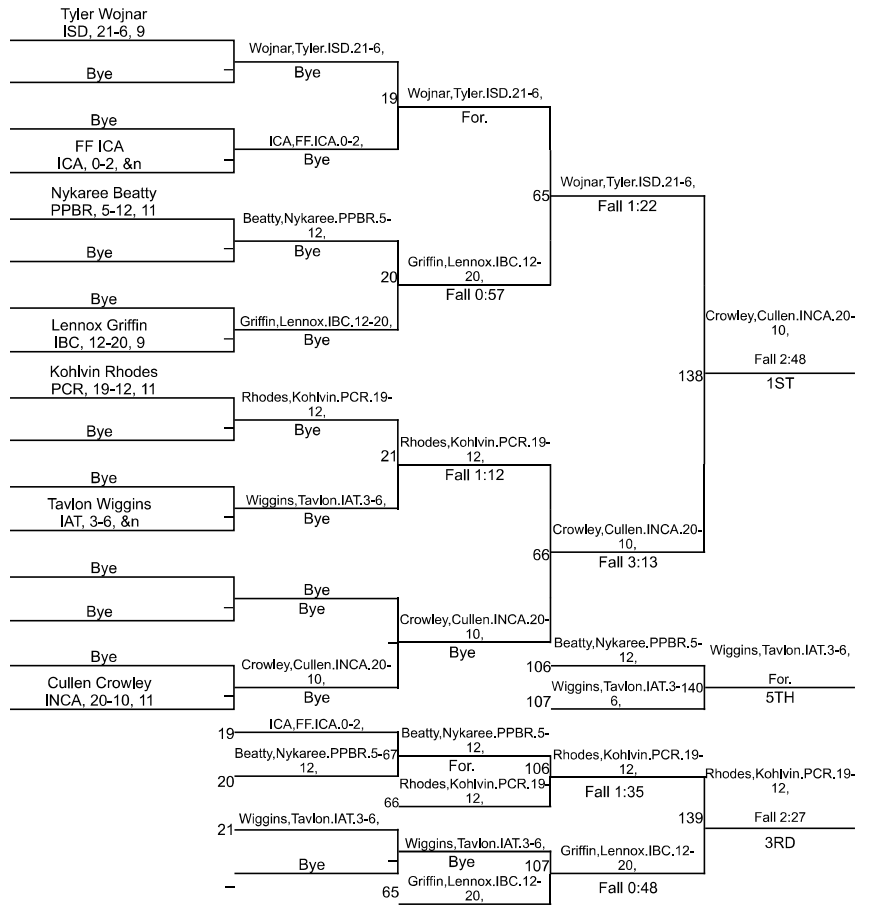 Tyler Wojnar
ISD, 21-6, 9
Bye
Wojnar,Tyler.ISD.21-6,
Bye
Bye
FF ICA
ICA, 0-2, &n
ICA,FF.ICA.0-2,
Bye
19
Wojnar,Tyler.ISD.21-6,
For.
Nykaree Beatty
PPBR, 5-12, 11
Bye
Beatty,Nykaree.PPBR.5-
12,
Bye
Bye
Lennox Griffin
IBC, 12-20, 9
Griffin,Lennox.IBC.12-20,
Bye
20
Griffin,Lennox.IBC.12-
20,
Fall 0:57
65
Wojnar,Tyler.ISD.21-6,
Fall 1:22
Kohlvin Rhodes
PCR, 19-12, 11
Bye
Rhodes,Kohlvin.PCR.19-
12,
Bye
Bye
Tavlon Wiggins
IAT, 3-6, &n
Wiggins,Tavlon.IAT.3-6,
Bye
21
Rhodes,Kohlvin.PCR.19-
12,
Fall 1:12
Bye
Bye
Bye
Bye
Bye
Cullen Crowley
INCA, 20-10, 11
Crowley,Cullen.INCA.20-
10,
Bye
Crowley,Cullen.INCA.20-
10,
Bye
66
Crowley,Cullen.INCA.20-
10,
Fall 3:13
138
Crowley,Cullen.INCA.20-
10,
Fall 2:48
1ST
106
Beatty,Nykaree.PPBR.5-
12,
107
Wiggins,Tavlon.IAT.3-
6,
140
Wiggins,Tavlon.IAT.3-6,
For.
5TH
19
ICA,FF.ICA.0-2,
20
Beatty,Nykaree.PPBR.5-
12,
67
Beatty,Nykaree.PPBR.5-
12,
For.
66
Rhodes,Kohlvin.PCR.19-
12,
106
Rhodes,Kohlvin.PCR.19-
12,
Fall 1:35
21
Wiggins,Tavlon.IAT.3-6,
Bye
Wiggins,Tavlon.IAT.3-6,
Bye
65
Griffin,Lennox.IBC.12-
20,
107
Griffin,Lennox.IBC.12-
20,
Fall 0:48
139
Rhodes,Kohlvin.PCR.19-
12,
Fall 2:27
3RD